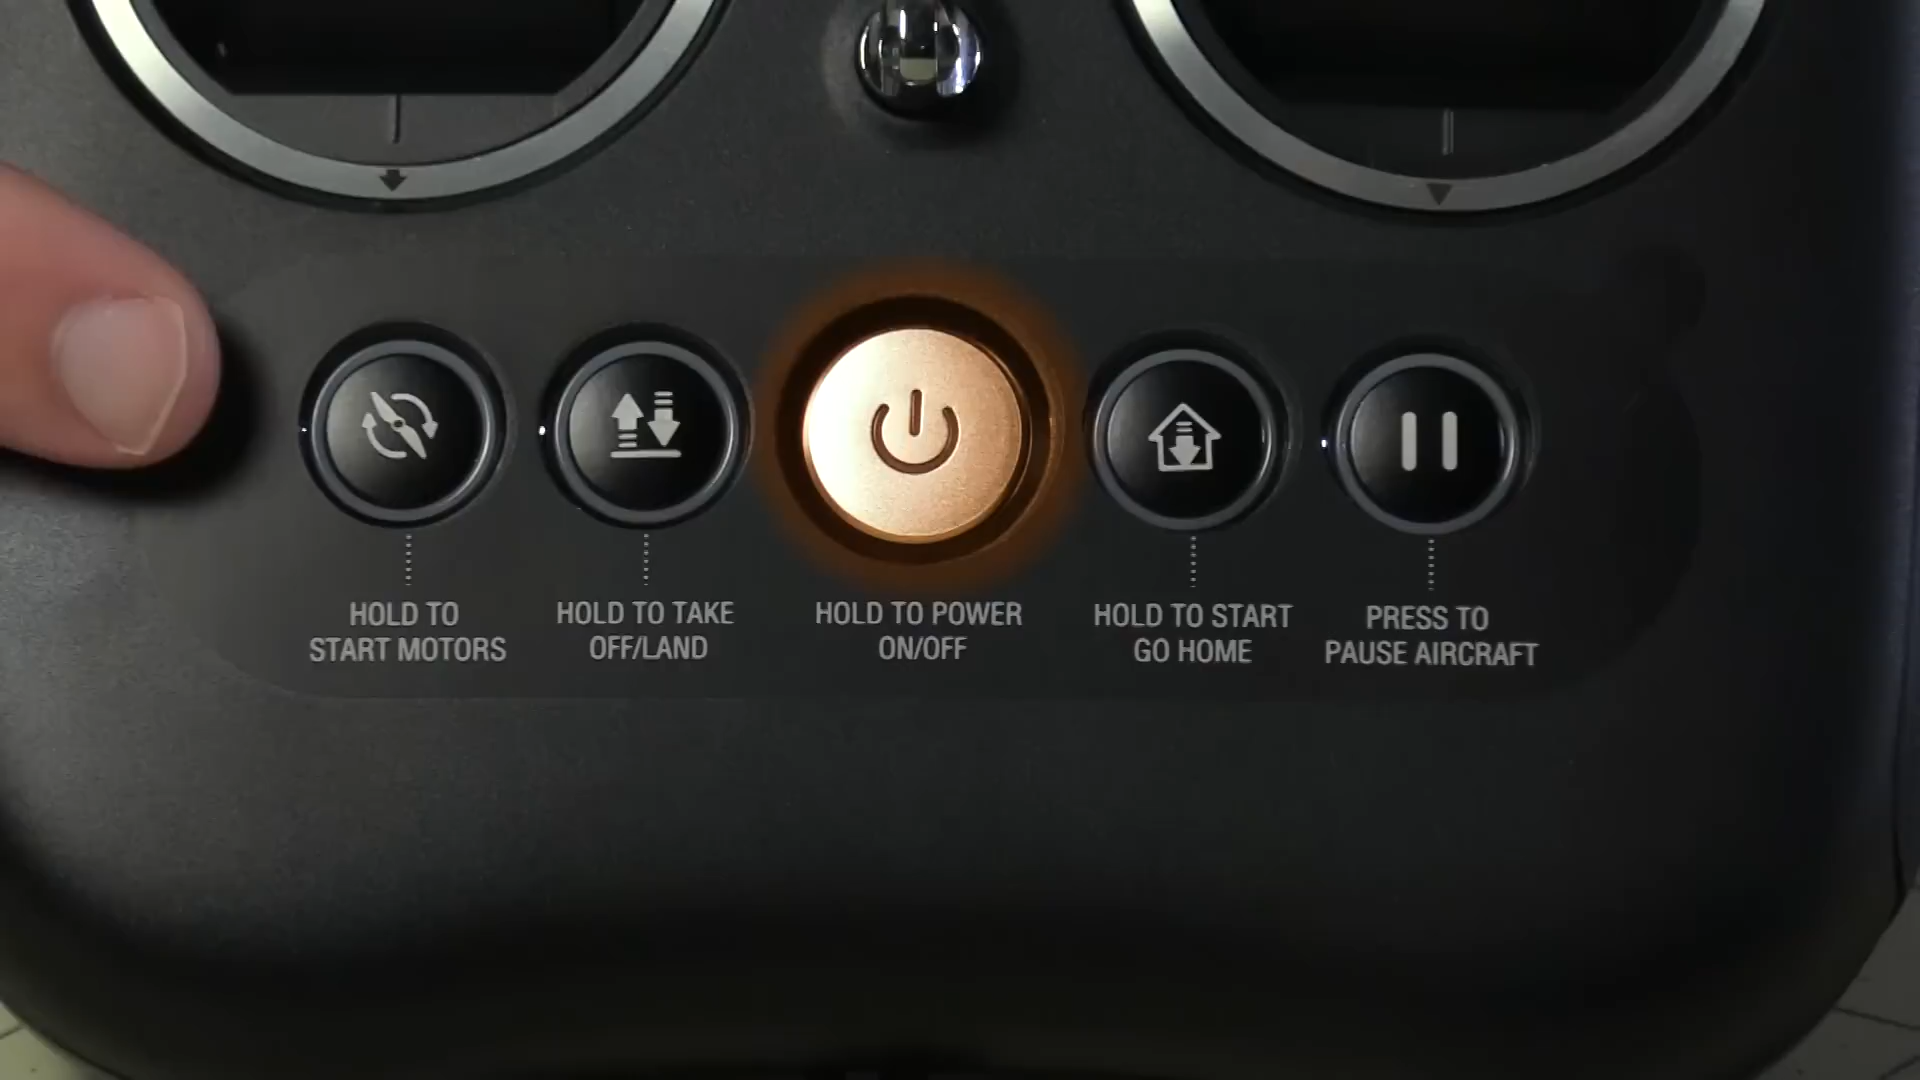 HOLD TO
START MOTORS
HOLD TO TAKE
OFF/LAND
HOLD TO POWER
ON/OFF
HOLD TO START
GO HOME
PRESS TO
PAUSE AIRCRAFT